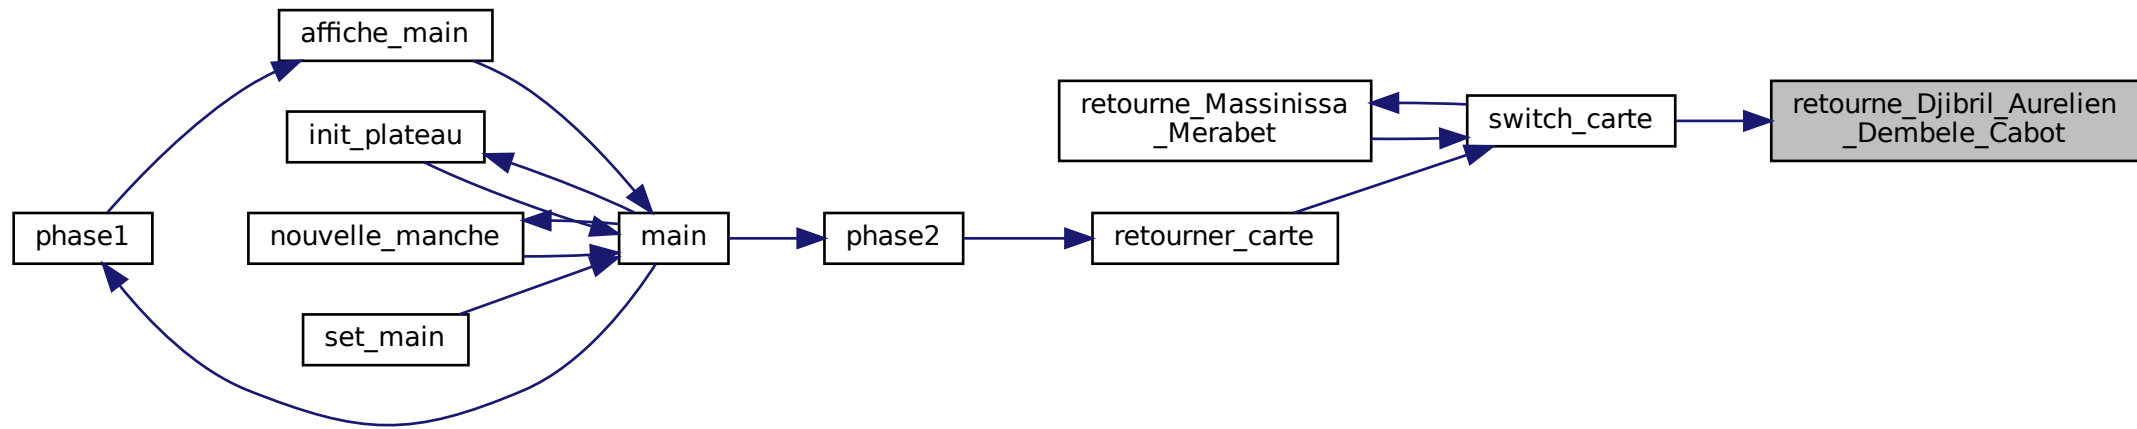 affiche_main
retourne_Massinissa
_Merabet
switch_carte
retourne_Djibril_Aurelien
_Dembele_Cabot
init_plateau
phase1
nouvelle_manche
main
phase2
retourner_carte
set_main